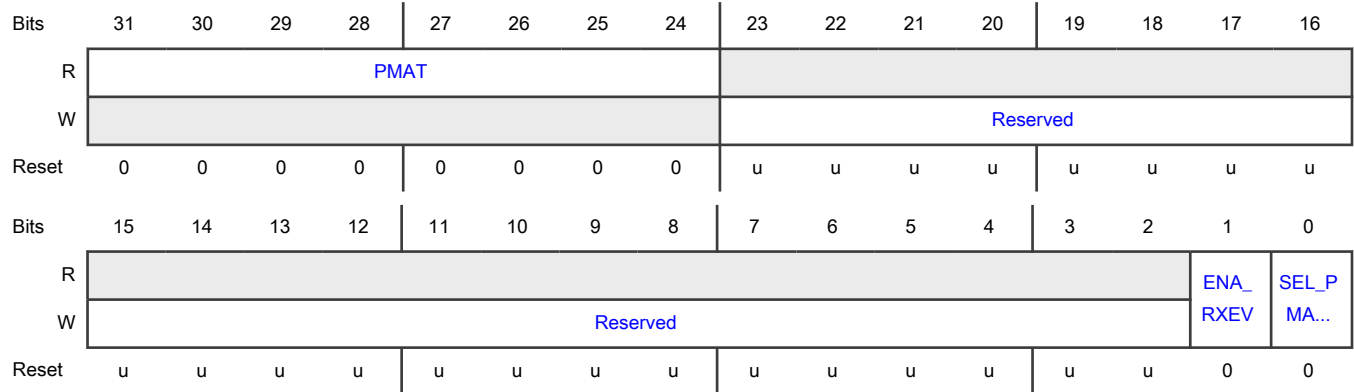 Bits 31 30 29 28 27 26 25 24 23 22 21 20 19 18 17 16
R PMAT
W Reserved
Reset 0 0 0 0 0 0 0 0 u u u u u u u u
Bits 15 14 13 12 11 10 9 8 7 6 5 4 3 2 1 0
R ENA_ SEL_P
W Reserved RXEV MA...
Reset u u u u u u u u u u u u u u 0 0